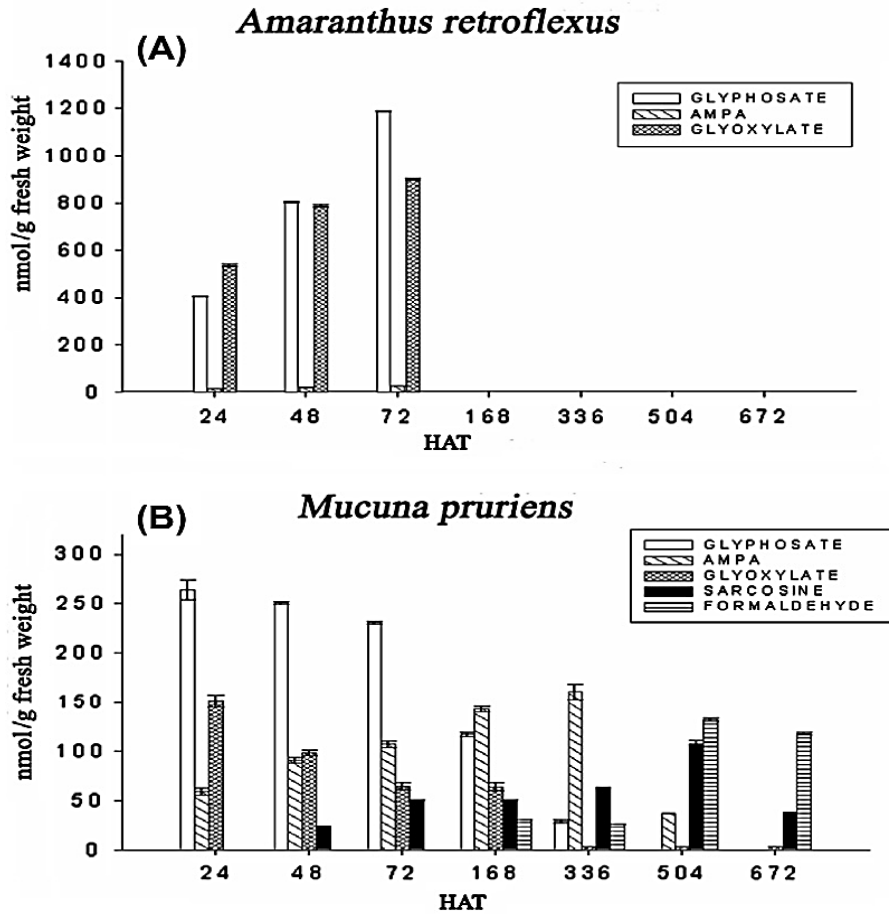 Amaranthus retroflexus
(A)
1400
1200
1000
800
600
400
200
0
nmol/g fresh weight
GLYPHOSATE
AMPA
GLYOXYLATE
24 48 72 168 336 504 672
HAT
Mucuna pruriens
(B)
300
250
200
150
100
50
0
nmol/g fresh weight
GLYPHOSATE
AMPA
GLYOXYLATE
SARCOSINE
FORMALDEHYDE
24 48 72 168 336 504 672
HAT